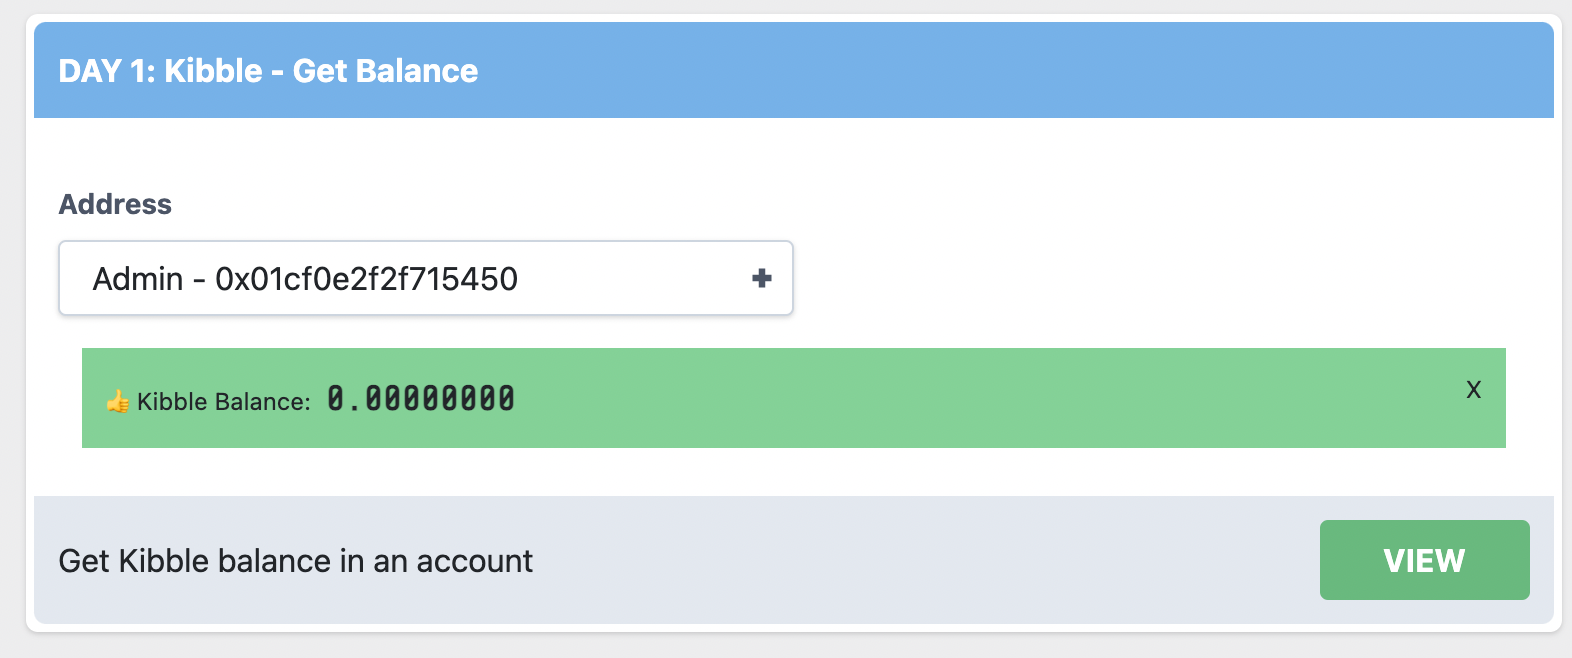 DAY 1: Kibble - Get Balance
Address
Admin - 0x01cf0e2f2f715450
👍 Kibble Balance: 0.00000000
X
Get Kibble balance in an account
VIEW